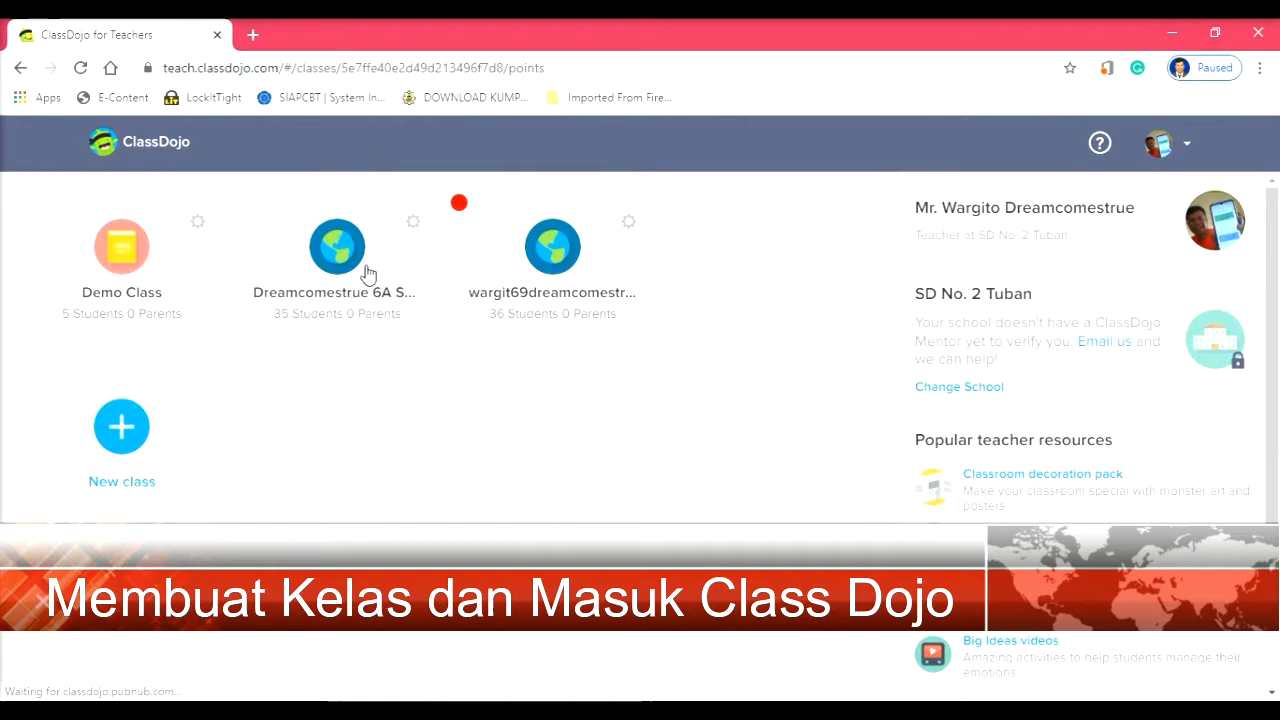 ClassDojo for Teachers
teach.classdojo.com/#/classes/5e7ffe40e2d49d213496f7d8/points
Paused
Apps
E-Content
LockItTight
SIAPCBT | System In...
DOWNLOAD KUMP...
Imported From Fire...
ClassDojo
?
Demo Class
5 Students 0 Parents
Dreamcomestrue 6A S...
35 Students 0 Parents
wargit69dreamcomestr...
36 Students 0 Parents
New class
Mr. Wargito Dreamcomestrue
Teacher at SD No. 2 Tuban
SD No. 2 Tuban
Your school doesn't have a ClassDojo
Mentor yet to verify you. Email us and
we can help!
Change School
Popular teacher resources
Classroom decoration pack
Make your classroom special with monster art and
posters
Membuat Kelas dan Masuk Class Dojo
Big Ideas videos
Amazing activities to help students manage their
emotions
Waiting for classdojo.pubnub.com...